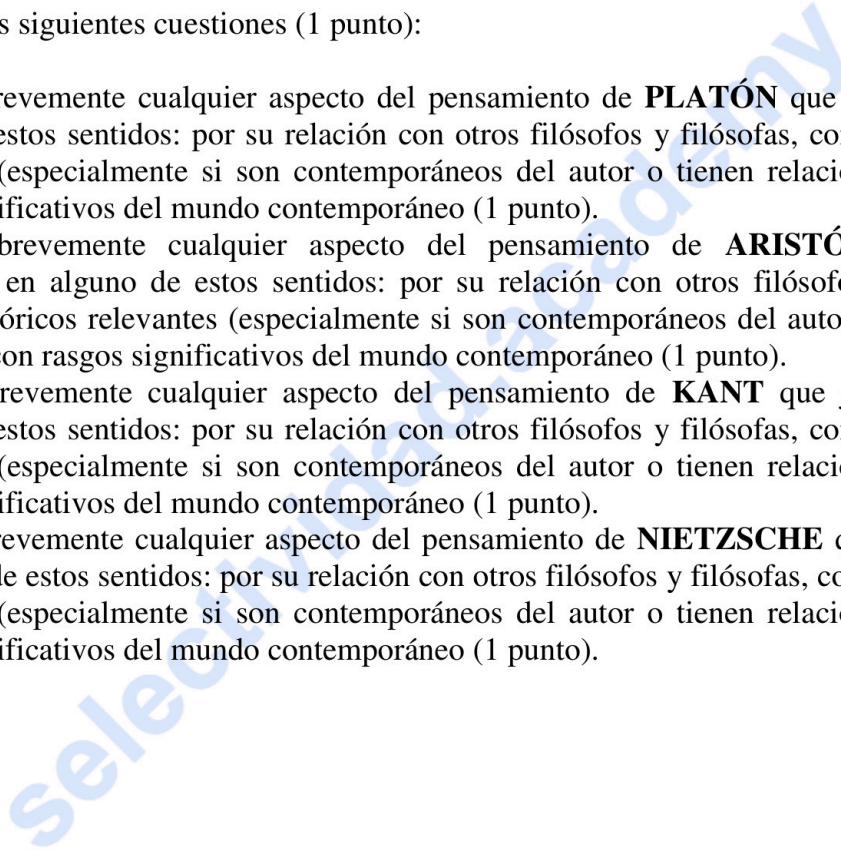 s siguientes cuestiones (1 punto):
revemente cualquier aspecto del pensamiento de PLATÓN que
estos sentidos: por su relación con otros filósofos y filósofas, co
(especialmente si son contemporáneos del autor o tienen relaci
ificativos del mundo contemporáneo (1 punto).
brevemente cualquier aspecto del pensamiento de ARISTÓ
en alguno de estos sentidos: por su relación con otros filósof
óricos relevantes (especialmente si son contemporáneos del auto
con rasgos significativos del mundo contemporáneo (1 punto).
revemente cualquier aspecto del pensamiento de KANT que
estos sentidos: por su relación con otros filósofos y filósofas, co
(especialmente si son contemporáneos del autor o tienen relaci
ificativos del mundo contemporáneo (1 punto).
revemente cualquier aspecto del pensamiento de NIETZSCHE
de estos sentidos: por su relación con otros filósofos y filósofas, co
(especialmente si son contemporáneos del autor o tienen relaci
ificativos del mundo contemporáneo (1 punto).
selectividad.academy